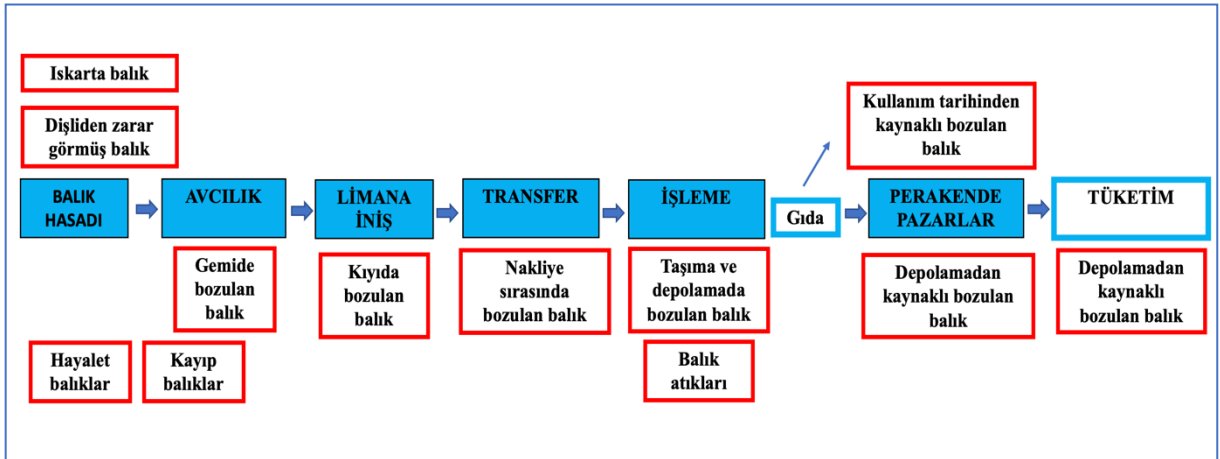 Iskarta balık
Dişliden zarar
görmüş balık
Kullanım tarihinden
kaynaklı bozulan
balık
BALIK
HASADI
AVCILIK
LİMANA
İNİŞ
TRANSFER
İŞLEME
Gıda
PERAKENDE
PAZARLAR
TÜKETİM
Gemide
bozulan
balık
Kıyıda
bozulan
balık
Nakliye
sırasında
bozulan balık
Taşıma ve
depolamada
bozulan balık
Depolamadan
kaynaklı bozulan
balık
Depolamadan
kaynaklı
bozulan balık
Hayalet
balıklar
Kayıp
balıklar
Balık
atıkları